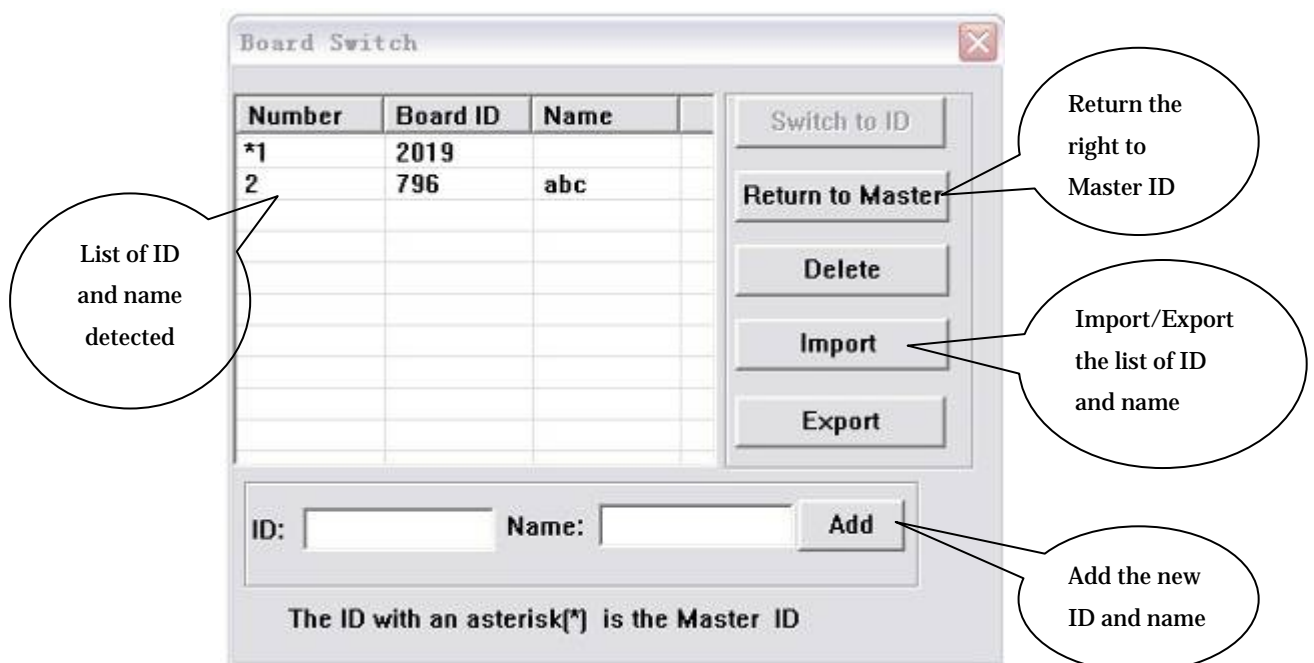 Board Switch
Number Board ID Name
*1 2019
2 796 abc
Switch to ID
Return to Master
Delete
Import
Export
ID: Name: Add
The ID with an asterisk(*) is the Master ID
List of ID
and name
detected
Return the
right to
Master ID
Import/Export
the list of ID
and name
Add the new
ID and name